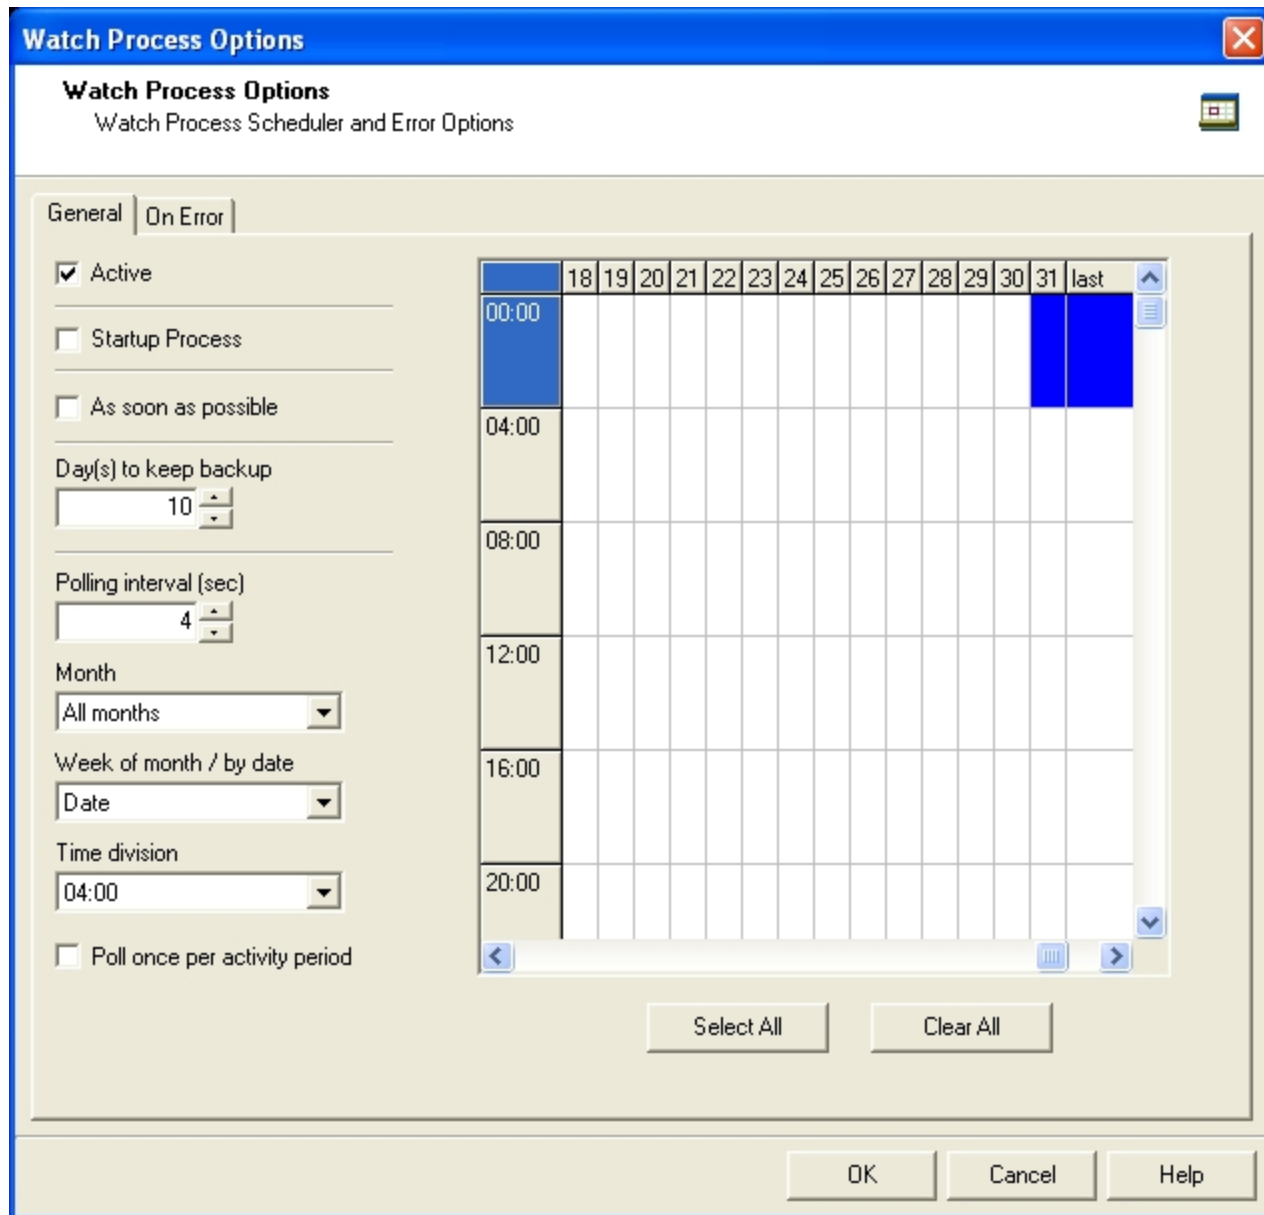 Watch Process Options
Watch Process Options
Watch Process Scheduler and Error Options
General On Error
Active
Startup Process
As soon as possible
Day(s) to keep backup
10
Polling interval (sec)
4
Month
All months
Week of month / by date
Date
Time division
04:00
Poll once per activity period
18 19 20 21 22 23 24 25 26 27 28 29 30 31 last
00:00
04:00
08:00
12:00
16:00
20:00
Select All Clear All
OK Cancel Help